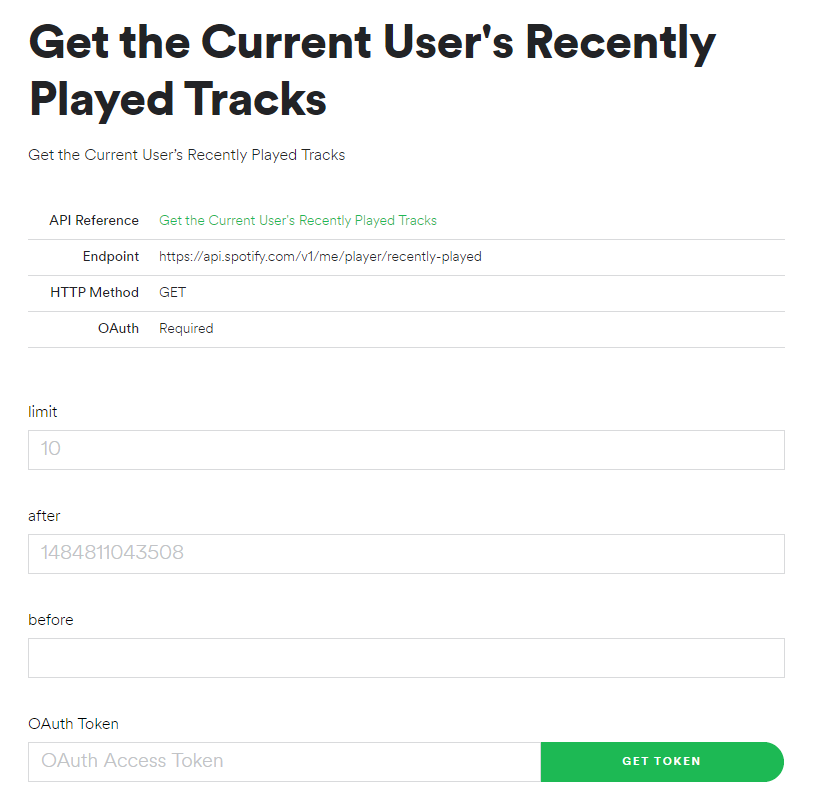 Get the Current User's Recently
Played Tracks
Get the Current User's Recently Played Tracks
API Reference Get the Current User's Recently Played Tracks
Endpoint https://api.spotify.com/v1/me/player/recently-played
HTTP Method GET
OAuth Required
limit
10
after
1484811043508
before
OAuth Token
OAuth Access Token GET TOKEN